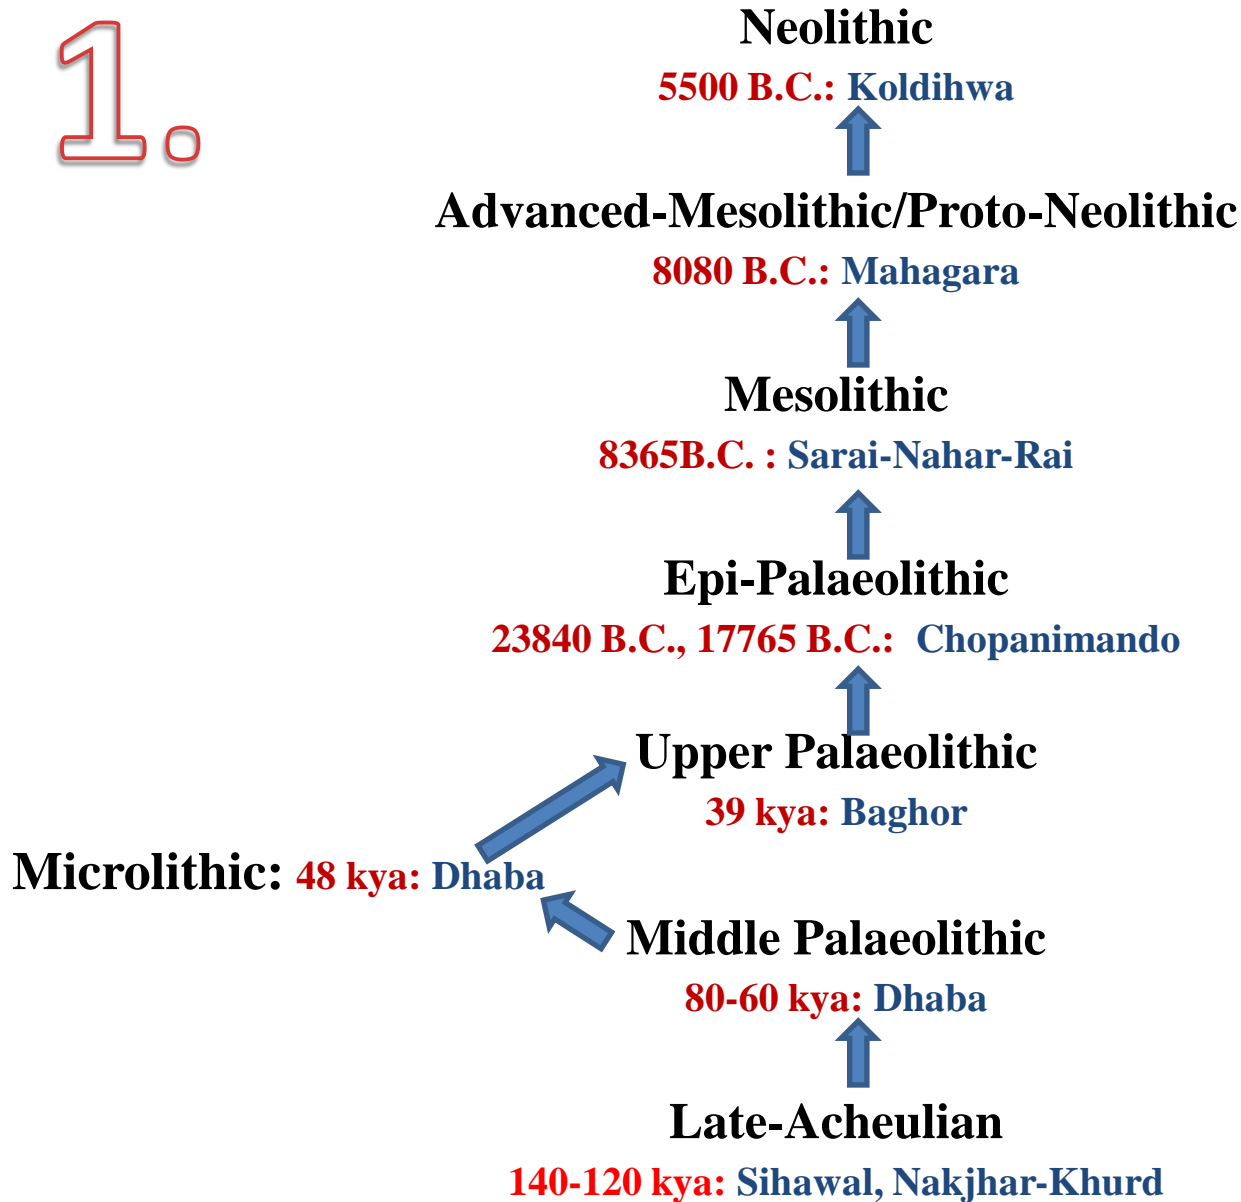 1.
Neolithic
5500 B.C.: Koldihwa
Advanced-Mesolithic/Proto-Neolithic
8080 B.C.: Mahagara
Mesolithic
8365B.C. : Sarai-Nahar-Rai
Epi-Palaeolithic
23840 B.C., 17765 B.C.: Chopanimando
Upper Palaeolithic
39 kya: Baghor
Microlithic: 48 kya: Dhaba
Middle Palaeolithic
80-60 kya: Dhaba
Late-Acheulian
140-120 kya: Sihawal, Nakjhar-Khurd